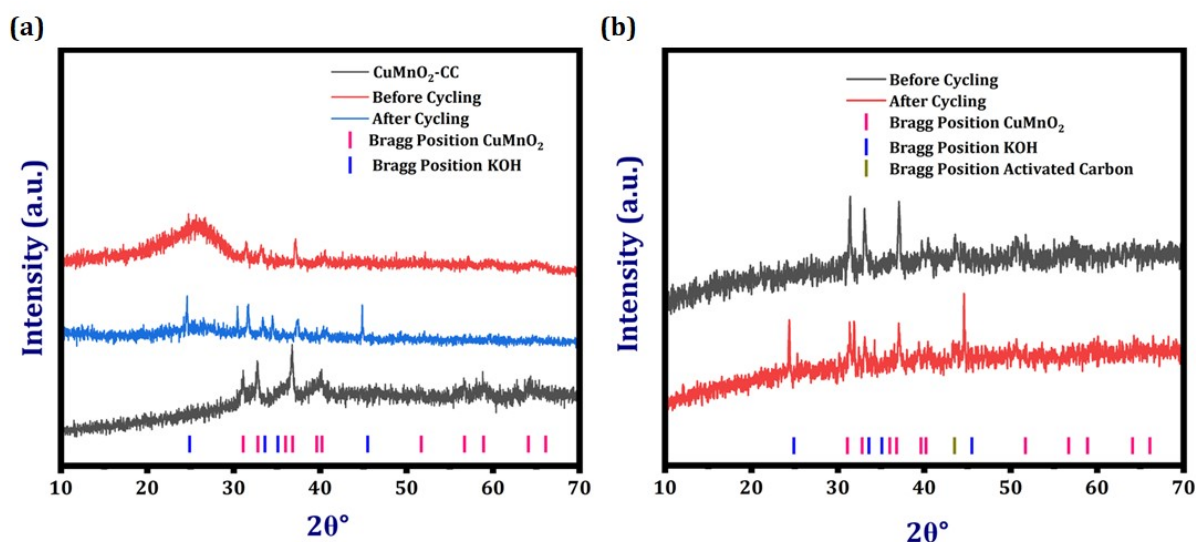 (a)
CuMnO₂-CC
Before Cycling
After Cycling
Bragg Position CuMnO₂
Bragg Position KOH
Intensity (a.u.)
10 20 30 40 50 60 70
2θ°
(b)
Before Cycling
After Cycling
Bragg Position CuMnO₂
Bragg Position KOH
Bragg Position Activated Carbon
Intensity (a.u.)
10 20 30 40 50 60 70
2θ°